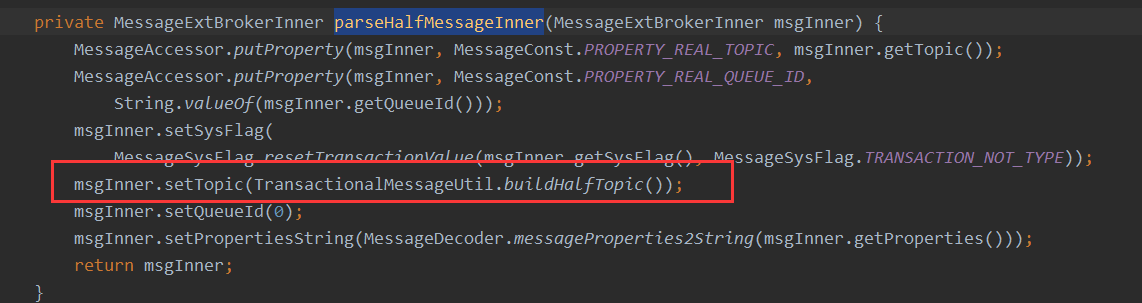 private MessageExtBrokerInner parseHalfMessageInner(MessageExtBrokerInner msgInner) {
MessageAccessor.putProperty(msgInner, MessageConst.PROPERTY_REAL_TOPIC, msgInner.getTopic());
MessageAccessor.putProperty(msgInner, MessageConst.PROPERTY_REAL_QUEUE_ID,
String.valueOf(msgInner.getQueueId()));
msgInner.setSysFlag(
MessageSysFlag.resetTransactionValue(msgInner.getSysFlag(), MessageSysFlag.TRANSACTION_NOT_TYPE));
msgInner.setTopic(TransactionalMessageUtil.buildHalfTopic());
msgInner.setQueueId(0);
msgInner.setPropertiesString(MessageDecoder.messageProperties2String(msgInner.getProperties()));
return msgInner;
}